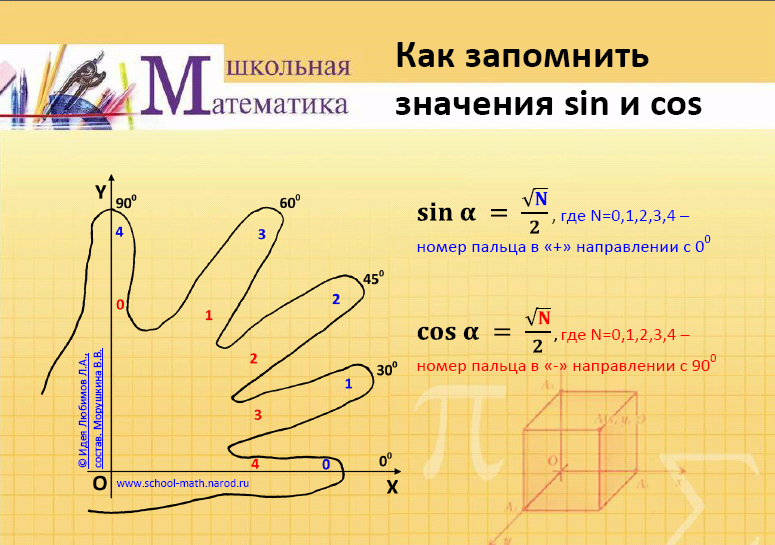 Школьная
Математика
Как запомнить
значения sin и cos
Y
90⁰
4
0
60⁰
3
1
45⁰
2
2
30⁰
1
3
0⁰
4
0
O
X
© Идея Любимов Л.А.,
состав. Морушкина В.В.
www.school-math.narod.ru
sin α = √N/2, где N=0,1,2,3,4 –
номер пальца в «+» направлении с 0⁰
cos α = √N/2, где N=0,1,2,3,4 –
номер пальца в «-» направлении с 90⁰
π
O
Σ